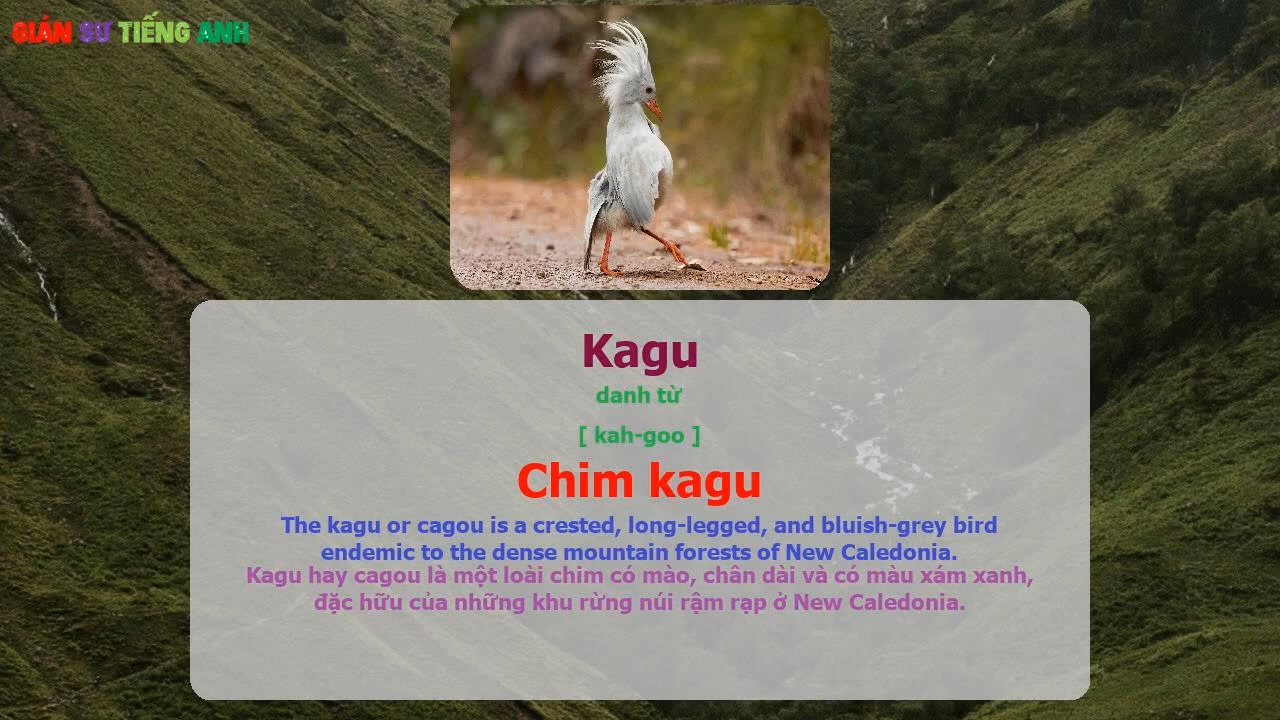 GIÁN SƯ TIẾNG ANH
Kagu
danh từ
[ kah-goo ]
Chim kagu
The kagu or cagou is a crested, long-legged, and bluish-grey bird
endemic to the dense mountain forests of New Caledonia.
Kagu hay cagou là một loài chim có mào, chân dài và có màu xám xanh,
đặc hữu của những khu rừng núi rậm rạp ở New Caledonia.